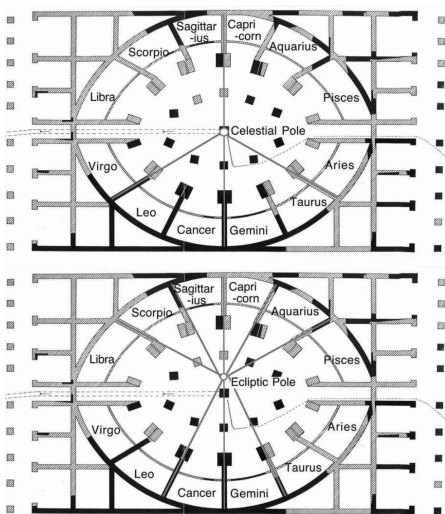 Sagittar
-ius
Capri
-corn
Scorpio
Aquarius
Libra
Pisces
Celestial Pole
Virgo
Aries
Leo
Taurus
Cancer
Gemini
Sagittar
-ius
Capri
-corn
Scorpio
Aquarius
Libra
Pisces
Ecliptic Pole
Virgo
Aries
Leo
Taurus
Cancer
Gemini